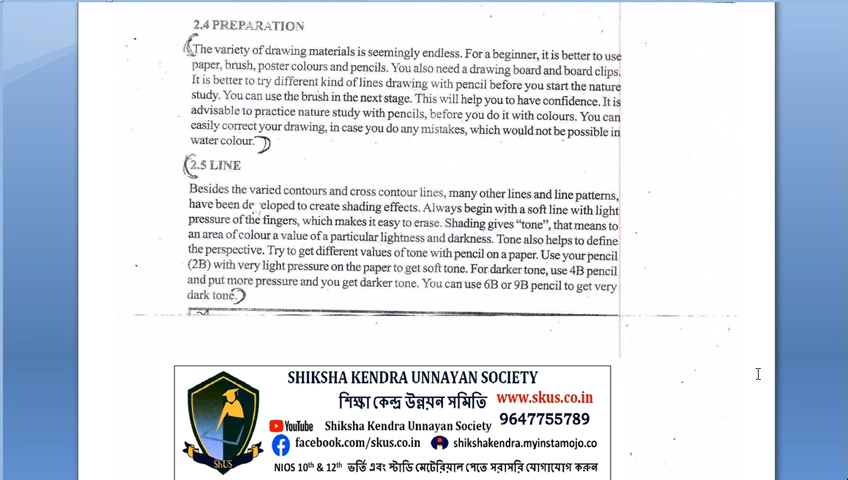 2.4 PREPARATION
The variety of drawing materials is seemingly endless. For a beginner, it is better to use
paper, brush, poster colours and pencils. You also need a drawing board and board clips.
It is better to try different kind of lines drawing with pencil before you start the nature
study. You can use the brush in the next stage. This will help you to have confidence. It is
advisable to practice nature study with pencils, before you do it with colours. You can
easily correct your drawing, in case you do any mistakes, which would not be possible in
water colour.
2.5 LINE
Besides the varied contours and cross contour lines, many other lines and line patterns,
have been developed to create shading effects. Always begin with a soft line with light
pressure of the fingers, which makes it easy to erase. Shading gives “tone”, that means to
an area of colour a value of a particular lightness and darkness. Tone also helps to define
the perspective. Try to get different values of tone with pencil on a paper. Use your pencil
(2B) with very light pressure on the paper to get soft tone. For darker tone, use 4B pencil
and put more pressure and you get darker tone. You can use 6B or 9B pencil to get very
dark tone.
SHIKSHA KENDRA UNNAYAN SOCIETY
শিক্ষা কেন্দ্র উন্নয়ন সমিতি www.skus.co.in
9647755789
YouTube Shiksha Kendra Unnayan Society
facebook.com/skus.co.in shikshakendra.myinstamojo.co
SKUS
NIOS 10th & 12th ভর্তি এবং স্টাডি মেটেরিয়াল পেতে সরাসরি যোগাযোগ করুন